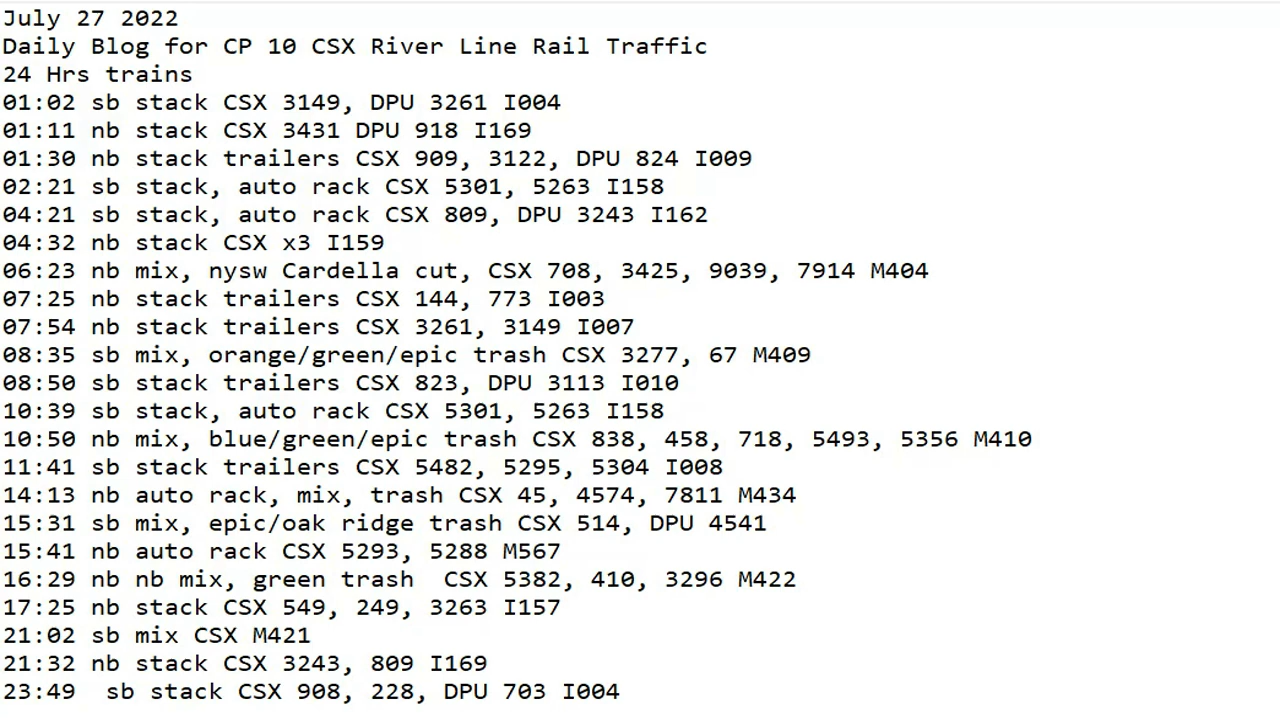 July 27 2022
Daily Blog for CP 10 CSX River Line Rail Traffic
24 Hrs trains
01:02 sb stack CSX 3149, DPU 3261 I004
01:11 nb stack CSX 3431 DPU 918 I169
01:30 nb stack trailers CSX 909, 3122, DPU 824 I009
02:21 sb stack, auto rack CSX 5301, 5263 I158
04:21 sb stack, auto rack CSX 809, DPU 3243 I162
04:32 nb stack CSX x3 I159
06:23 nb mix, nysw Cardella cut, CSX 708, 3425, 9039, 7914 M404
07:25 nb stack trailers CSX 144, 773 I003
07:54 nb stack trailers CSX 3261, 3149 I007
08:35 sb mix, orange/green/epic trash CSX 3277, 67 M409
08:50 sb stack trailers CSX 823, DPU 3113 I010
10:39 sb stack, auto rack CSX 5301, 5263 I158
10:50 nb mix, blue/green/epic trash CSX 838, 458, 718, 5493, 5356 M410
11:41 sb stack trailers CSX 5482, 5295, 5304 I008
14:13 nb auto rack, mix, trash CSX 45, 4574, 7811 M434
15:31 sb mix, epic/oak ridge trash CSX 514, DPU 4541
15:41 nb auto rack CSX 5293, 5288 M567
16:29 nb nb mix, green trash  CSX 5382, 410, 3296 M422
17:25 nb stack CSX 549, 249, 3263 I157
21:02 sb mix CSX M421
21:32 nb stack CSX 3243, 809 I169
23:49  sb stack CSX 908, 228, DPU 703 I004